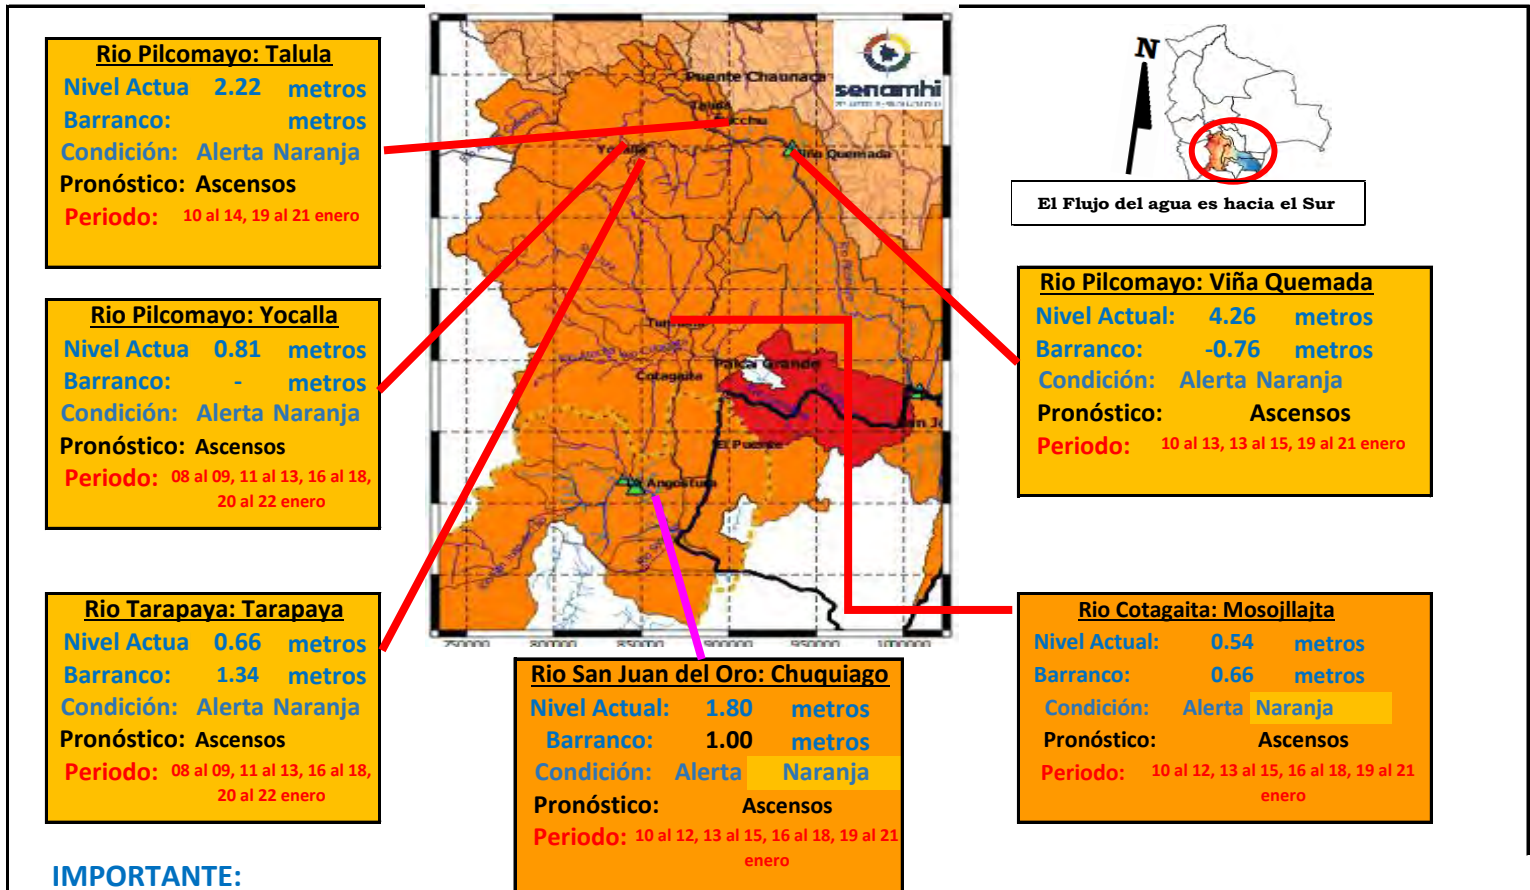 Rio Pilcomayo: Talula
Nivel Actua 2.22 metros
Barranco: metros
Condición: Alerta Naranja
Pronóstico: Ascensos
Periodo: 10 al 14, 19 al 21 enero
Rio Pilcomayo: Yocalla
Nivel Actua 0.81 metros
Barranco: - metros
Condición: Alerta Naranja
Pronóstico: Ascensos
Periodo: 08 al 09, 11 al 13, 16 al 18,
20 al 22 enero
Rio Tarapaya: Tarapaya
Nivel Actua 0.66 metros
Barranco: 1.34 metros
Condición: Alerta Naranja
Pronóstico: Ascensos
Periodo: 08 al 09, 11 al 13, 16 al 18,
20 al 22 enero
senamhi
Puente Chaunaca
Yocalla
Viña Quemada
Tumusla
Palca Grande
Cotagaita
El Puente
Angostura
800000
900000
950000
1000000
Rio San Juan del Oro: Chuquiago
Nivel Actual: 1.80 metros
Barranco: 1.00 metros
Condición: Alerta Naranja
Pronóstico: Ascensos
Periodo: 10 al 12, 13 al 15, 16 al 18, 19 al 21
enero
N
El Flujo del agua es hacia el Sur
Rio Pilcomayo: Viña Quemada
Nivel Actual: 4.26 metros
Barranco: -0.76 metros
Condición: Alerta Naranja
Pronóstico: Ascensos
Periodo: 10 al 13, 13 al 15, 19 al 21 enero
Rio Cotagaita: Mosojllajta
Nivel Actual: 0.54 metros
Barranco: 0.66 metros
Condición: Alerta Naranja
Pronóstico: Ascensos
Periodo: 10 al 12, 13 al 15, 16 al 18, 19 al 21
enero
IMPORTANTE: